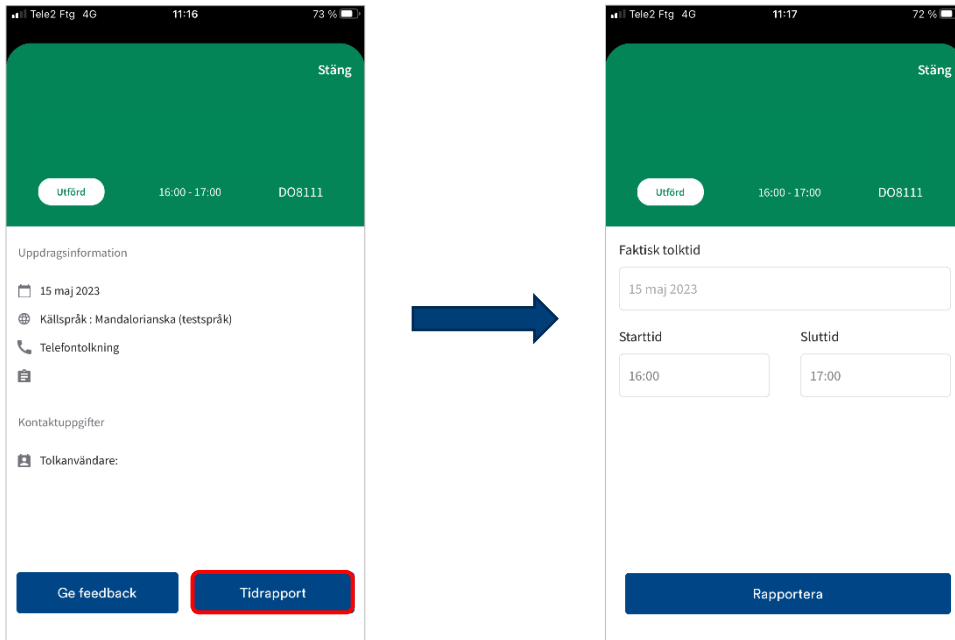 Tele2 Ftg 4G 11:16 73 %
Stäng
Utförd 16:00 - 17:00 DO8111
Uppdragsinformation
15 maj 2023
Källspråk : Mandalorianska (testspråk)
Telefontolkning
Kontaktuppgifter
Tolkanvändare:
Ge feedback Tidrapport
Tele2 Ftg 4G 11:17 72 %
Stäng
Utförd 16:00 - 17:00 DO8111
Faktisk tolktid
15 maj 2023
Starttid Sluttid
16:00 17:00
Rapportera